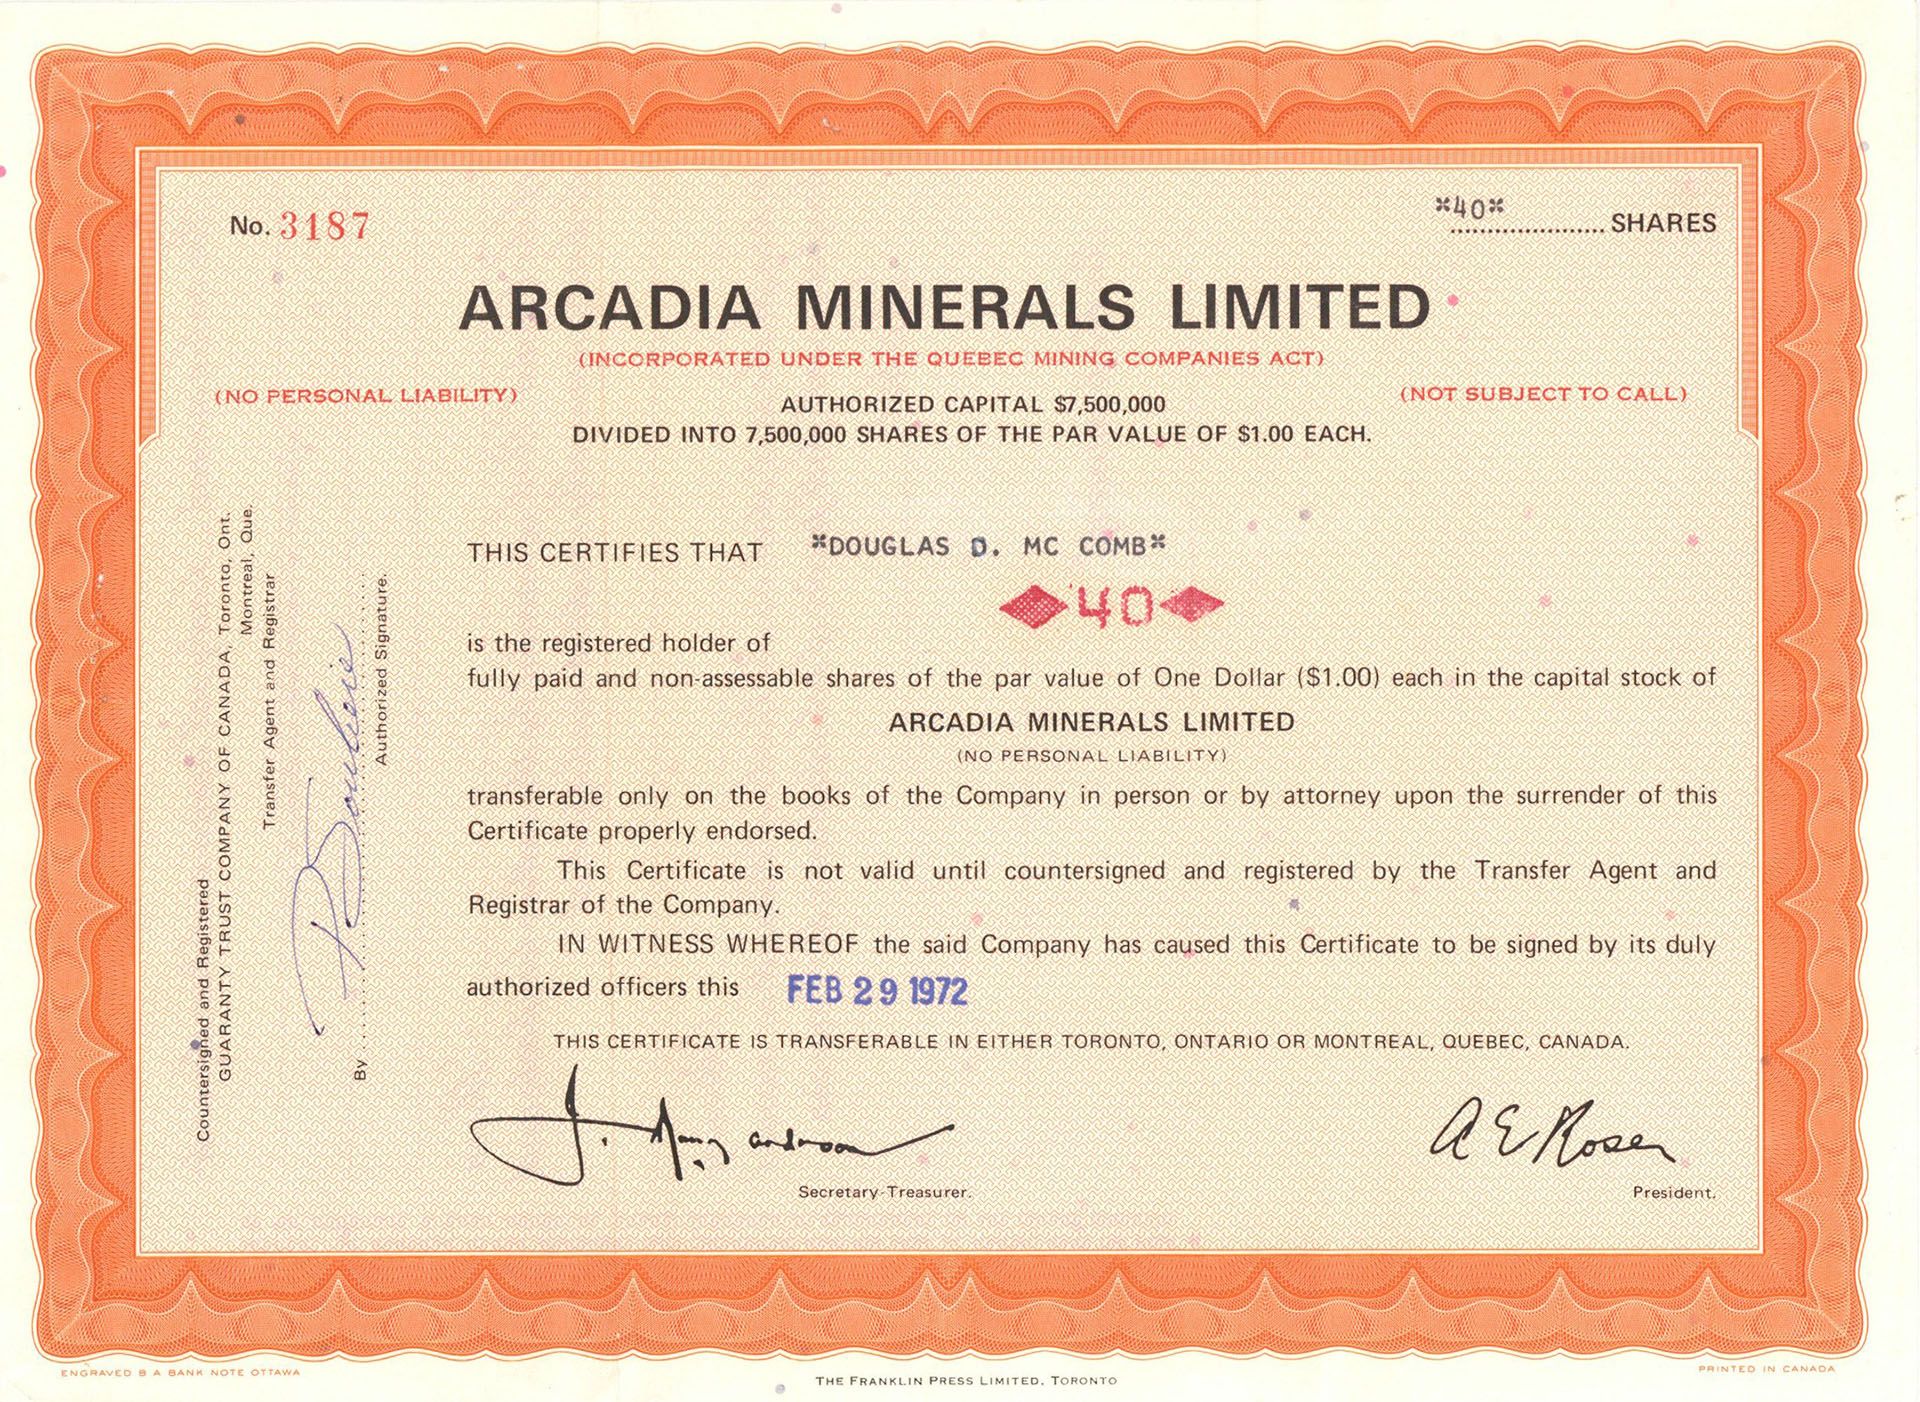 No. 3187
*40* SHARES
ARCADIA MINERALS LIMITED
(INCORPORATED UNDER THE QUEBEC MINING COMPANIES ACT)
(NO PERSONAL LIABILITY)
(NOT SUBJECT TO CALL)
AUTHORIZED CAPITAL $7,500,000
DIVIDED INTO 7,500,000 SHARES OF THE PAR VALUE OF $1.00 EACH.
Countersigned and Registered
GUARANTY TRUST COMPANY OF CANADA, Toronto, Ont.
Montreal, Que.
Transfer Agent and Registrar
By
Authorized Signature.
THIS CERTIFIES THAT *DOUGLAS D. MC COMB*
40
is the registered holder of
fully paid and non-assessable shares of the par value of One Dollar ($1.00) each in the capital stock of
ARCADIA MINERALS LIMITED
(NO PERSONAL LIABILITY)
transferable only on the books of the Company in person or by attorney upon the surrender of this
Certificate properly endorsed.
This Certificate is not valid until countersigned and registered by the Transfer Agent and
Registrar of the Company.
IN WITNESS WHEREOF the said Company has caused this Certificate to be signed by its duly
authorized officers this FEB 29 1972
THIS CERTIFICATE IS TRANSFERABLE IN EITHER TORONTO, ONTARIO OR MONTREAL, QUEBEC, CANADA.
A E Rosen
Secretary-Treasurer.
President.
ENGRAVED B A BANK NOTE OTTAWA
THE FRANKLIN PRESS LIMITED, TORONTO
PRINTED IN CANADA